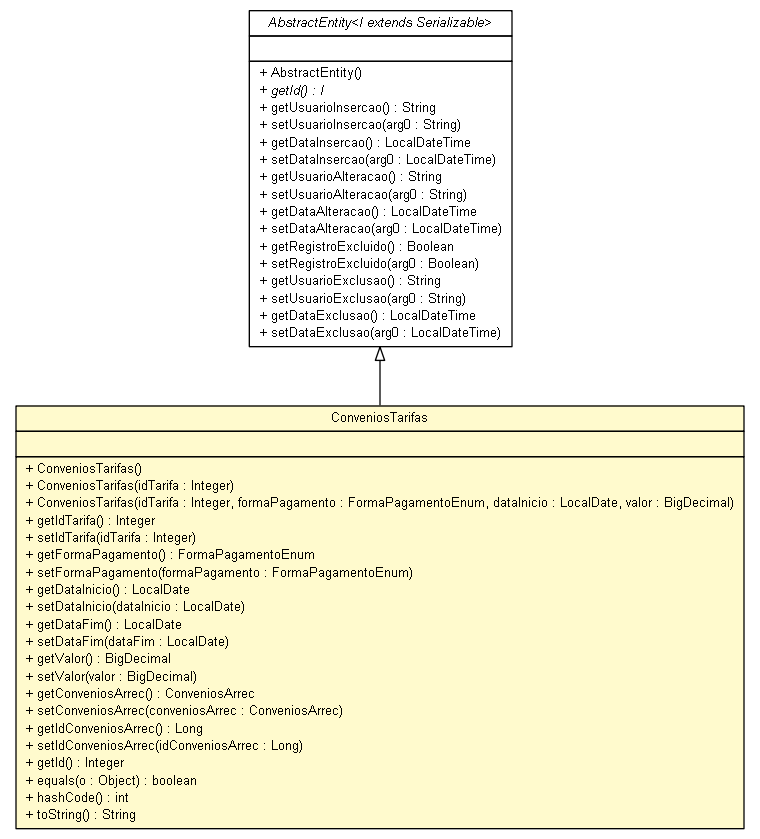 AbstractEntity<I extends Serializable>
+ AbstractEntity()
+ getId() : I
+ getUsuarioInsercao() : String
+ setUsuarioInsercao(arg0 : String)
+ getDataInsercao() : LocalDateTime
+ setDataInsercao(arg0 : LocalDateTime)
+ getUsuarioAlteracao() : String
+ setUsuarioAlteracao(arg0 : String)
+ getDataAlteracao() : LocalDateTime
+ setDataAlteracao(arg0 : LocalDateTime)
+ getRegistroExcluido() : Boolean
+ setRegistroExcluido(arg0 : Boolean)
+ getUsuarioExclusao() : String
+ setUsuarioExclusao(arg0 : String)
+ getDataExclusao() : LocalDateTime
+ setDataExclusao(arg0 : LocalDateTime)
ConveniosTarifas
+ ConveniosTarifas()
+ ConveniosTarifas(idTarifa : Integer)
+ ConveniosTarifas(idTarifa : Integer, formaPagamento : FormaPagamentoEnum, dataInicio : LocalDate, valor : BigDecimal)
+ getIdTarifa() : Integer
+ setIdTarifa(idTarifa : Integer)
+ getFormaPagamento() : FormaPagamentoEnum
+ setFormaPagamento(formaPagamento : FormaPagamentoEnum)
+ getDataInicio() : LocalDate
+ setDataInicio(dataInicio : LocalDate)
+ getDataFim() : LocalDate
+ setDataFim(dataFim : LocalDate)
+ getValor() : BigDecimal
+ setValor(valor : BigDecimal)
+ getConveniosArrec() : ConveniosArrec
+ setConveniosArrec(conveniosArrec : ConveniosArrec)
+ getIdConveniosArrec() : Long
+ setIdConveniosArrec(idConveniosArrec : Long)
+ getId() : Integer
+ equals(o : Object) : boolean
+ hashCode() : int
+ toString() : String